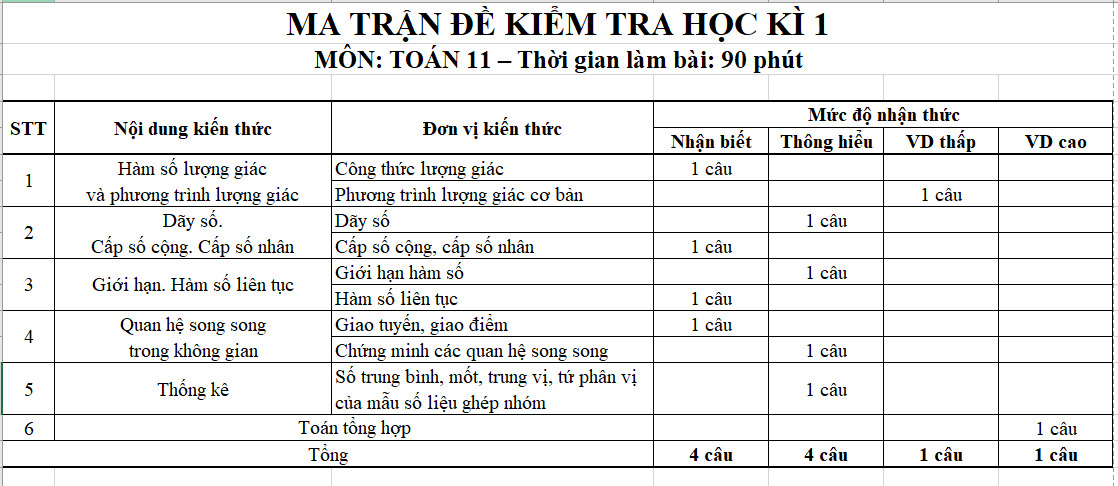 MA TRẬN ĐỀ KIỂM TRA HỌC KÌ 1
MÔN: TOÁN 11 – Thời gian làm bài: 90 phút
STT Nội dung kiến thức Đơn vị kiến thức Mức độ nhận thức
Nhận biết Thông hiểu VD thấp VD cao
1 Hàm số lượng giác Công thức lượng giác 1 câu
và phương trình lượng giác Phương trình lượng giác cơ bản 1 câu
2 Dãy số. Dãy số 1 câu
Cấp số cộng. Cấp số nhân Cấp số cộng, cấp số nhân 1 câu
3 Giới hạn. Hàm số liên tục Giới hạn hàm số 1 câu
Hàm số liên tục 1 câu
4 Quan hệ song song Giao tuyến, giao điểm 1 câu
trong không gian Chứng minh các quan hệ song song 1 câu
5 Thống kê Số trung bình, mốt, trung vị, tứ phân vị
của mẫu số liệu ghép nhóm 1 câu
6 Toán tổng hợp 1 câu
Tổng 4 câu 4 câu 1 câu 1 câu